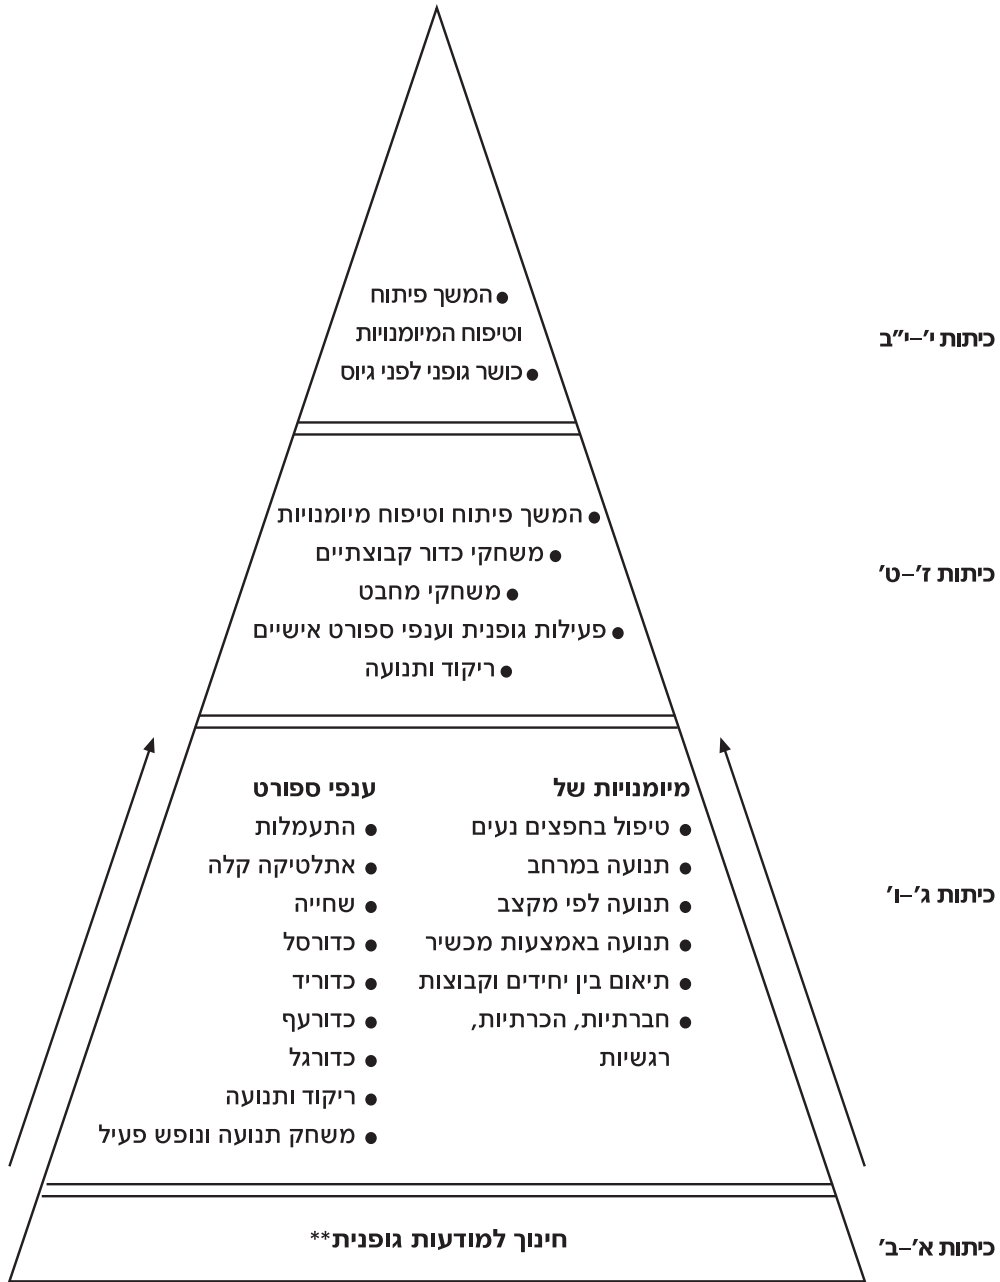 ● המשך פיתוח
וטיפוח המיומנויות
● כושר גופני לפני גיוס
כיתות י׳–י״ב
● המשך פיתוח וטיפוח מיומנויות
● משחקי כדור קבוצתיים
● משחקי מחבט
● פעילות גופנית וענפי ספורט אישיים
● ריקוד ותנועה
כיתות ז׳–ט׳
מיומנויות של
● טיפול בחפצים נעים
● תנועה במרחב
● תנועה לפי מקצב
● תנועה באמצעות מכשיר
● תיאום בין יחידים וקבוצות
● חברתיות, הכרתיות,
רגשיות
ענפי ספורט
● התעמלות
● אתלטיקה קלה
● שחייה
● כדורסל
● כדוריד
● כדורעף
● כדורגל
● ריקוד ותנועה
● משחק תנועה ונופש פעיל
כיתות ג׳–ו׳
חינוך למודעות גופנית**
כיתות א׳–ב׳